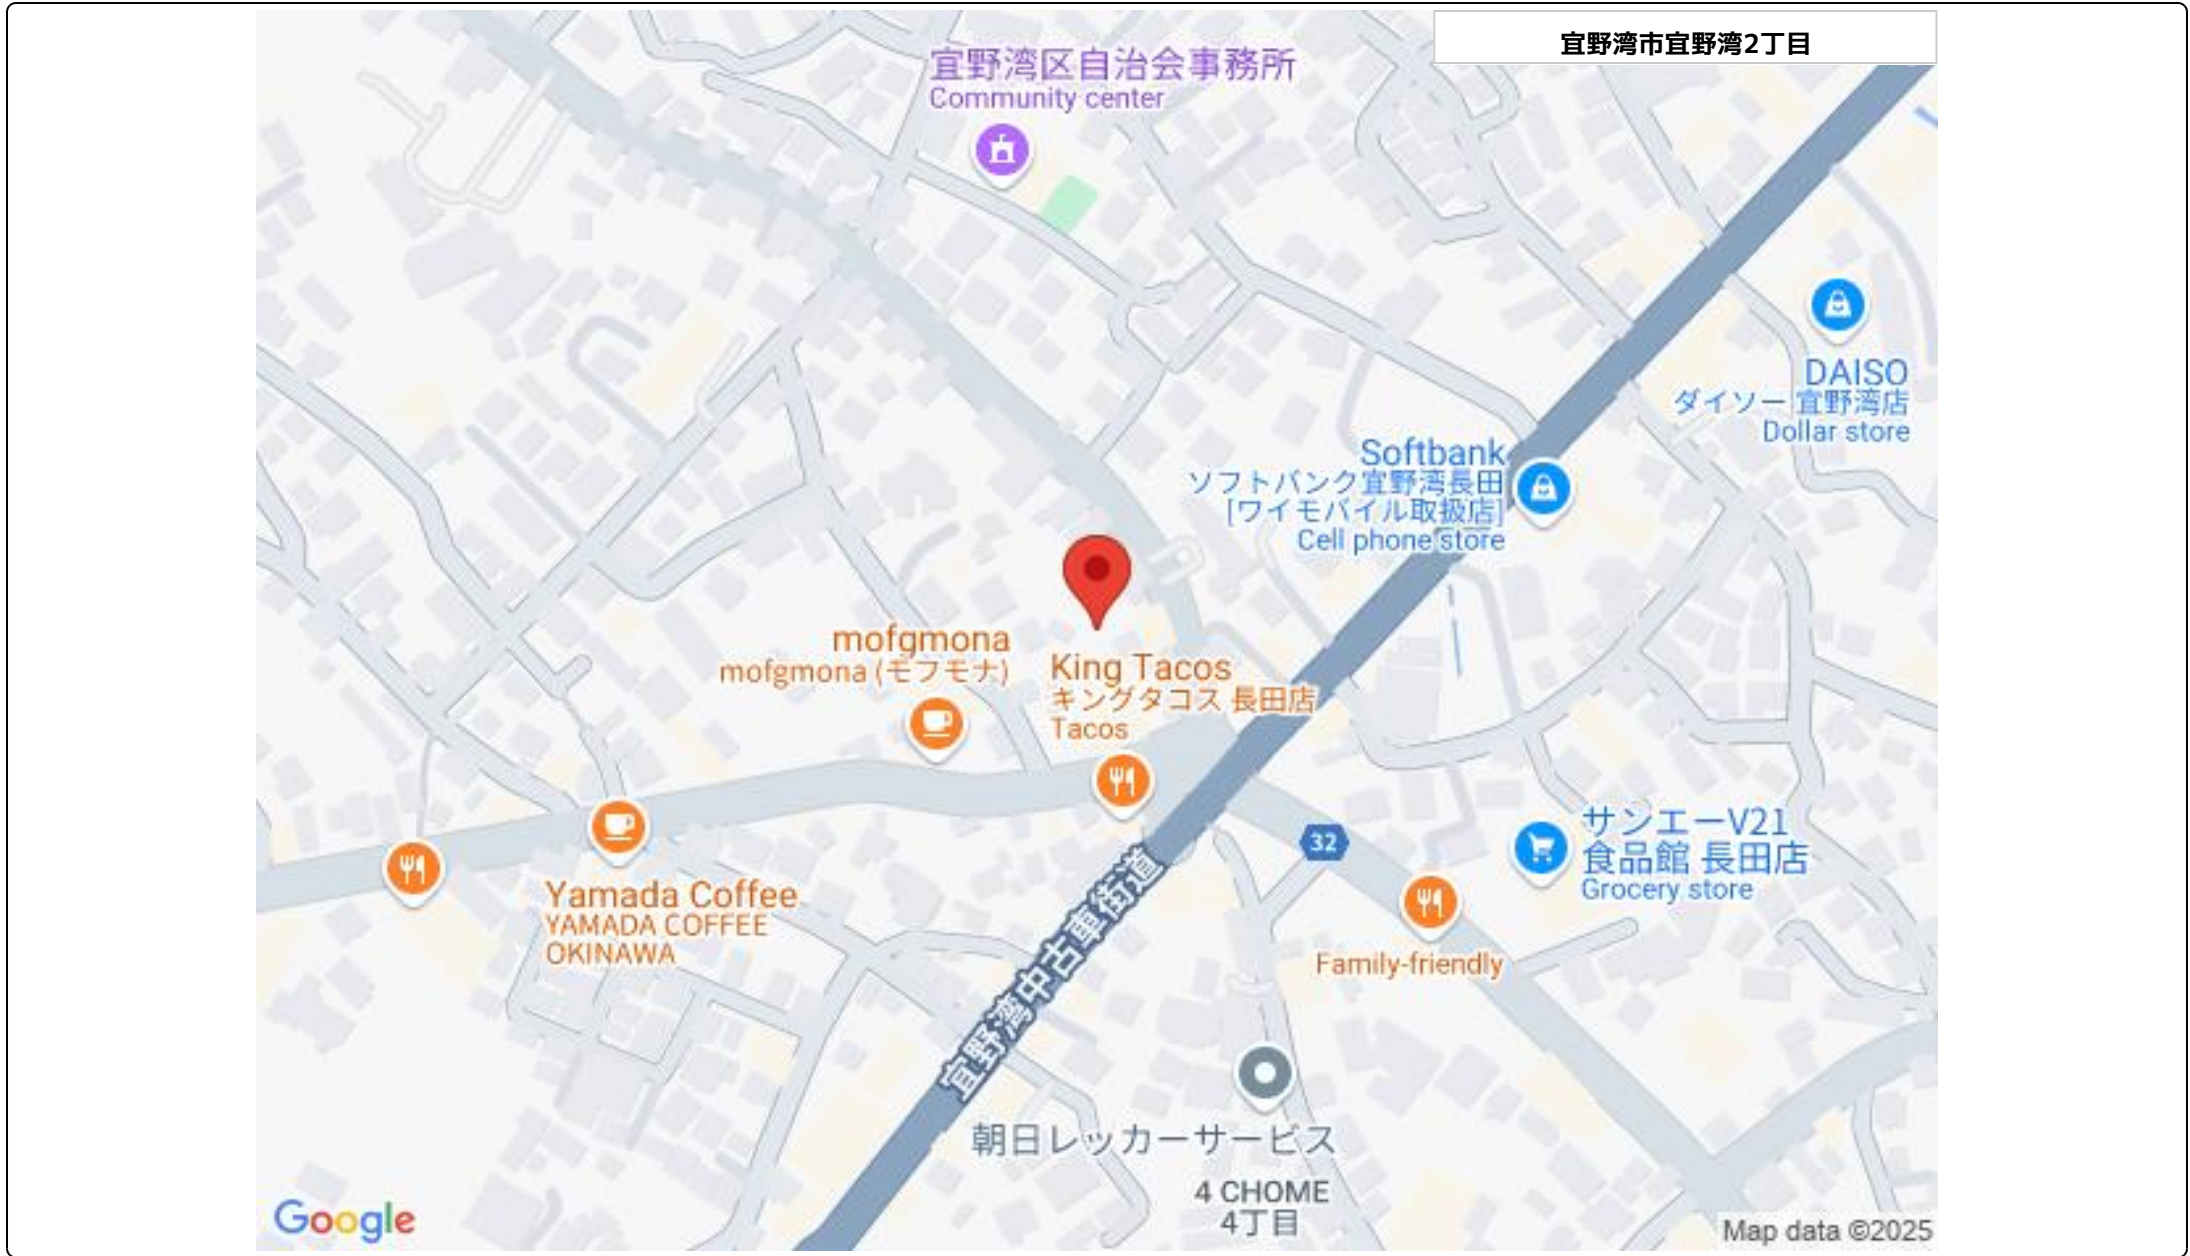 宜野湾市宜野湾2丁目
宜野湾区自治会事務所
Community center
DAISO
ダイソー 宜野湾店
Dollar store
Softbank
ソフトバンク宜野湾長田
[ワイモバイル取扱店]
Cell phone store
mofgmona
mofgmona (モフモナ)
King Tacos
キングタコス 長田店
Tacos
32
サンエーV21
食品館 長田店
Grocery store
Yamada Coffee
YAMADA COFFEE
OKINAWA
宜野湾中古車街道
Family-friendly
朝日レッカーサービス
4 CHOME
4丁目
Google
Map data ©2025